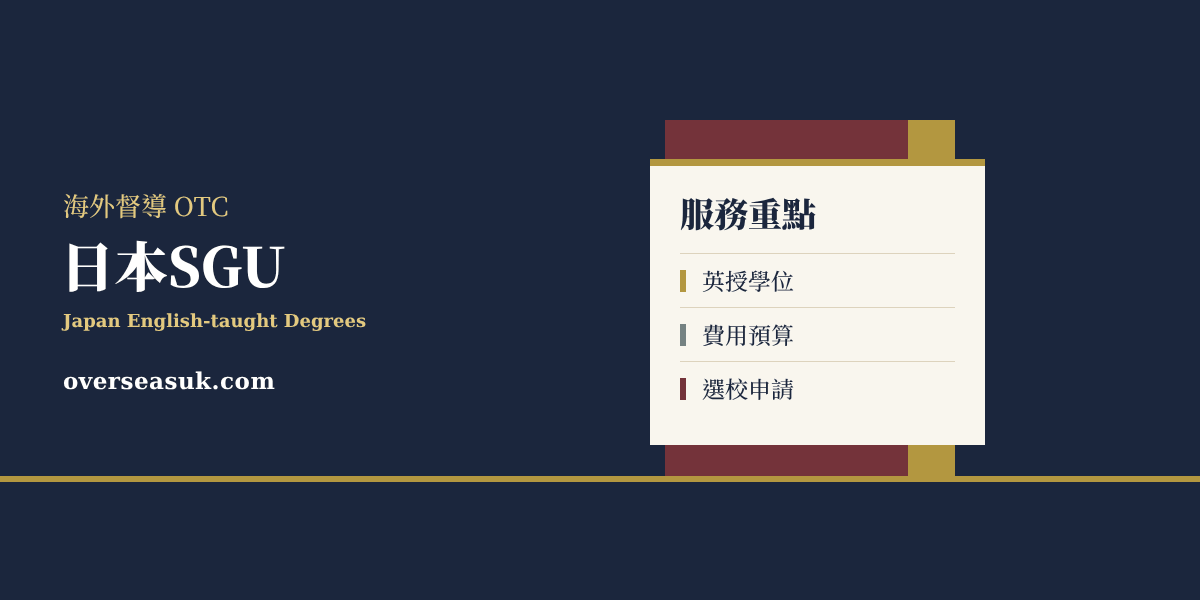 海外督導 OTC
日本SGU
Japan English-taught Degrees
overseasuk.com
服務重點
英授學位
費用預算
選校申請